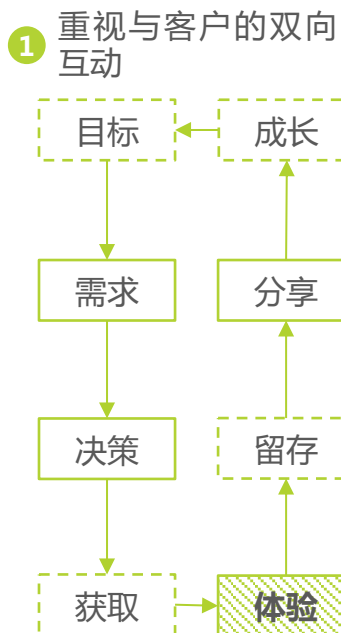 1
重视与客户的双向
互动
目标
成长
需求
分享
决策
留存
获取
体验